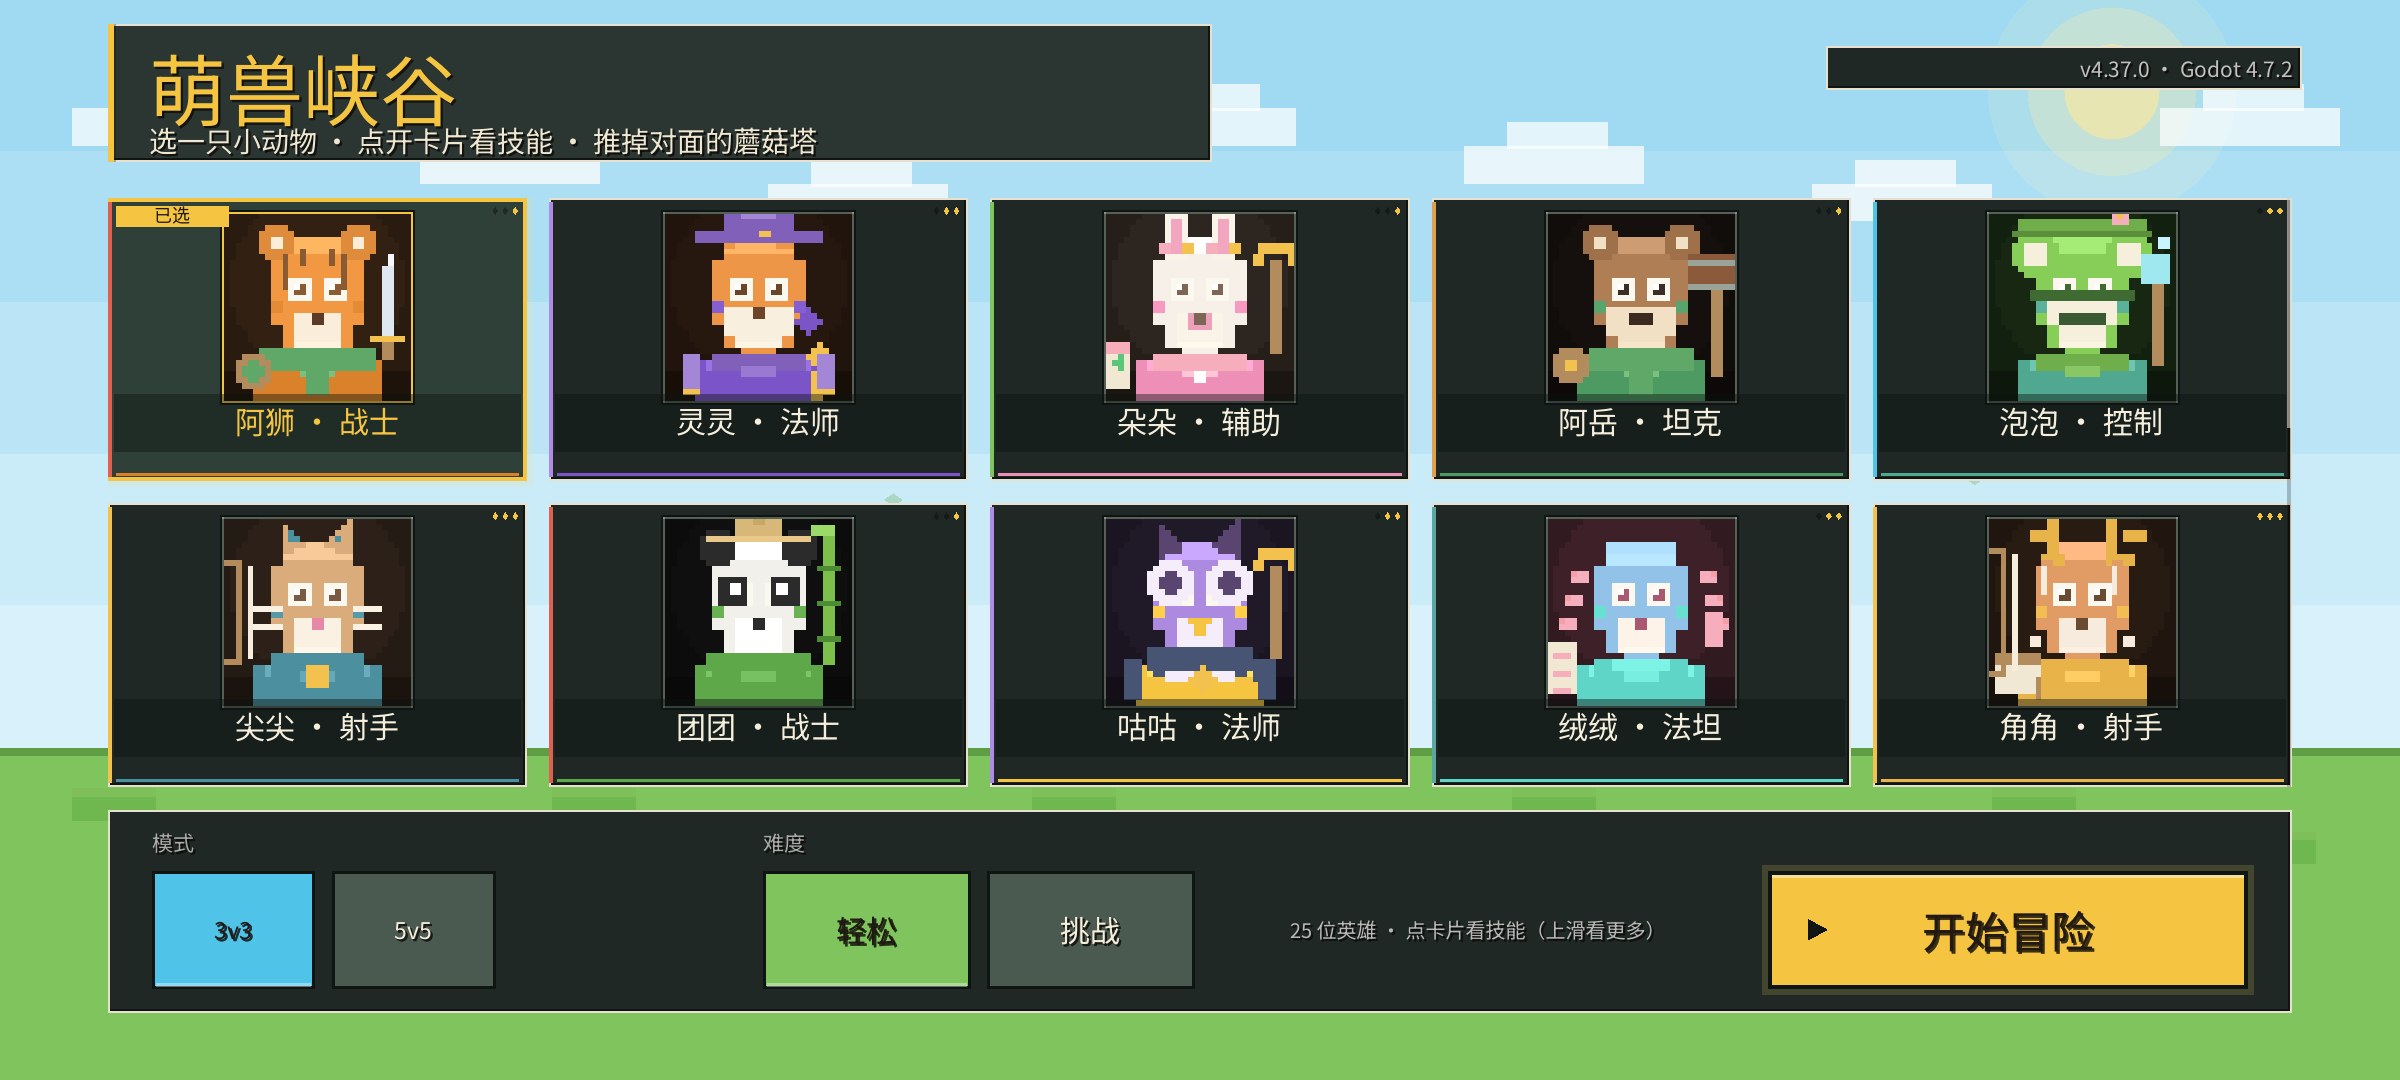 萌兽峡谷
选一只小动物 · 点开卡片看技能 · 推掉对面的蘑菇塔
v4.37.0 · Godot 4.7.2
已选
阿狮 · 战士
灵灵 · 法师
朵朵 · 辅助
阿岳 · 坦克
泡泡 · 控制
尖尖 · 射手
团团 · 战士
咕咕 · 法师
绒绒 · 法坦
角角 · 射手
模式
难度
3v3
5v5
轻松
挑战
25 位英雄 · 点卡片看技能（上滑看更多）
▶ 开始冒险